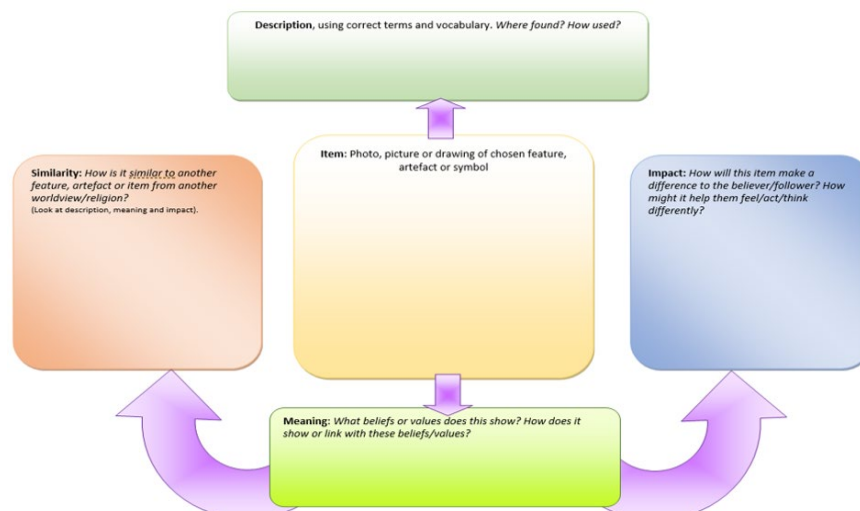 Description, using correct terms and vocabulary. Where found? How used?
Item: Photo, picture or drawing of chosen feature,
artefact or symbol
Similarity: How is it similar to another
feature, artefact or item from another
worldview/religion?
(Look at description, meaning and impact).
Impact: How will this item make a
difference to the believer/follower? How
might it help them feel/act/think
differently?
Meaning: What beliefs or values does this show? How does it
show or link with these beliefs/values?